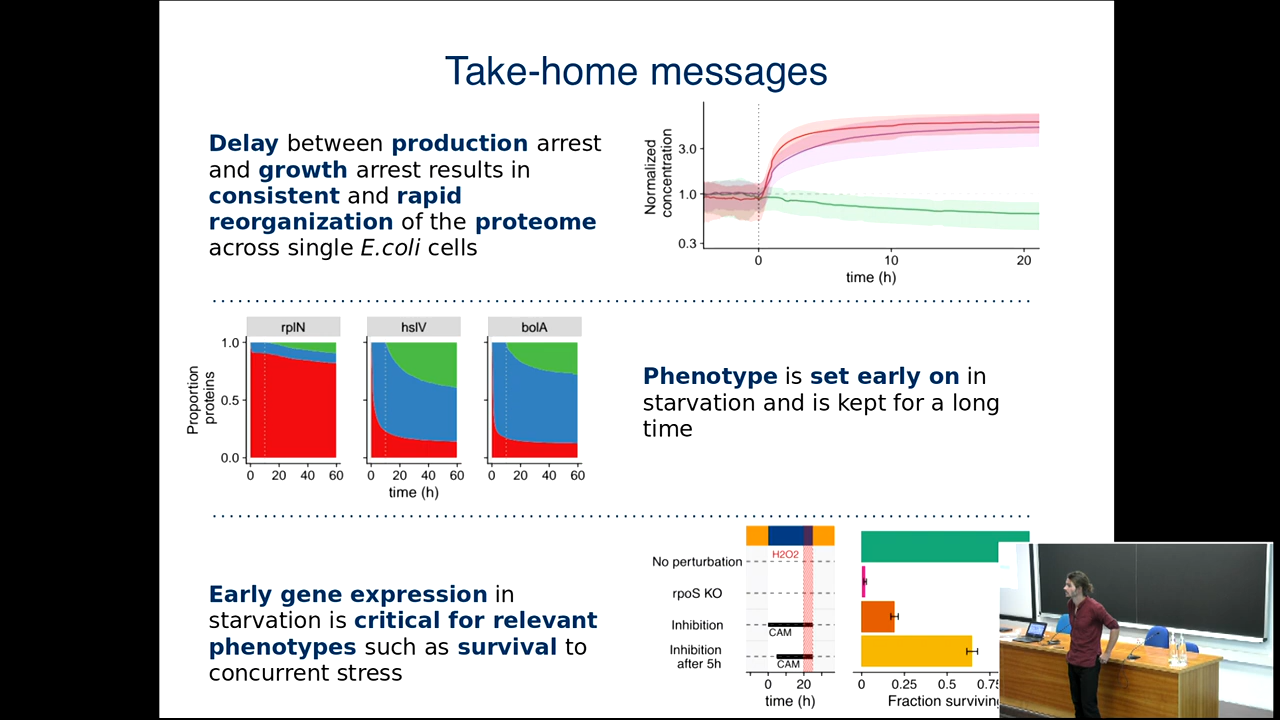 Take-home messages
Delay between production arrest
and growth arrest results in
consistent and rapid
reorganization of the proteome
across single E.coli cells
Normalized
concentration
3.0
1.0
0.3
0 10 20
time (h)
rplN hslV bolA
Proportion
proteins
1.0
0.5
0.0
0 20 40 60 0 20 40 60 0 20 40 60
time (h)
Phenotype is set early on in
starvation and is kept for a long
time
Early gene expression in
starvation is critical for relevant
phenotypes such as survival to
concurrent stress
H2O2
No perturbation
rpoS KO
Inhibition
CAM
Inhibition
after 5h
CAM
0 20
time (h)
0 0.25 0.5 0.75
Fraction surviving